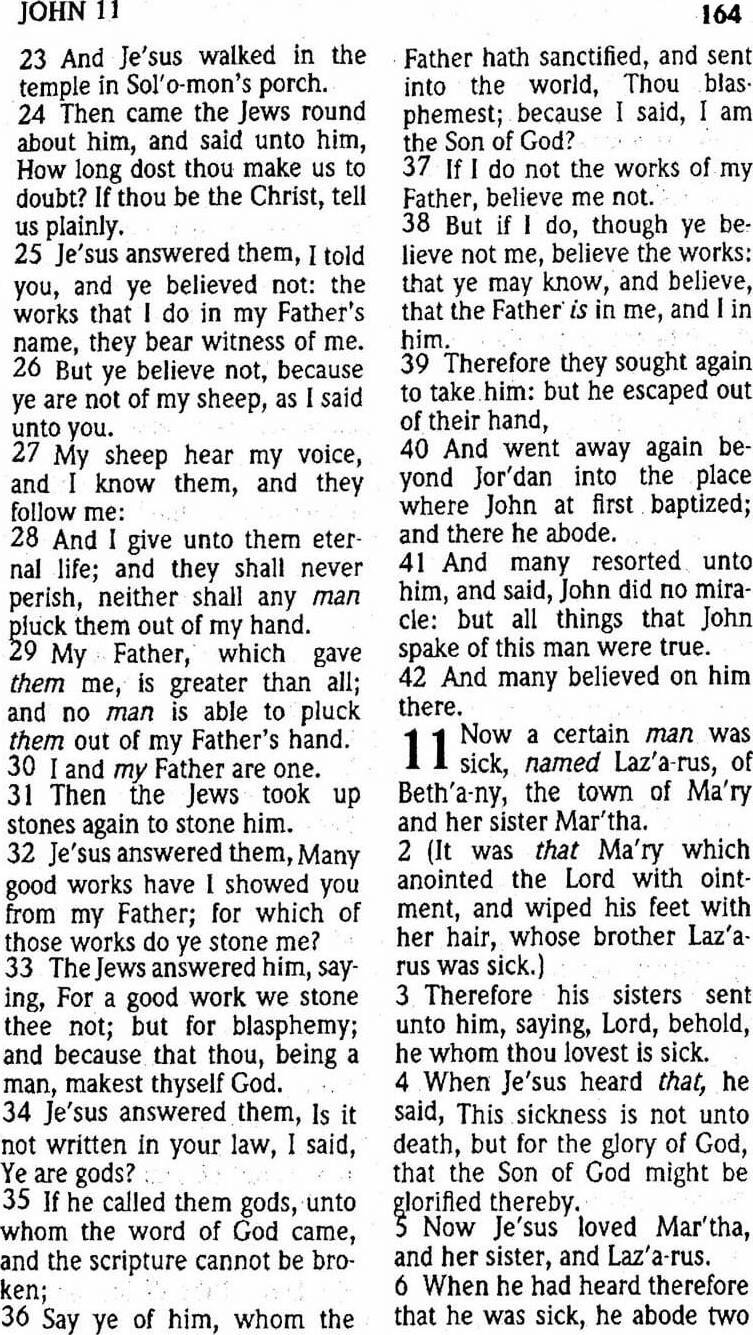 JOHN 11
164
23 And Je'sus walked in the
temple in Sol'o-mon's porch.
24 Then came the Jews round
about him, and said unto him,
How long dost thou make us to
doubt? If thou be the Christ, tell
us plainly.
25 Je'sus answered them, I told
you, and ye believed not: the
works that I do in my Father's
name, they bear witness of me.
26 But ye believe not, because
ye are not of my sheep, as I said
unto you.
27 My sheep hear my voice,
and I know them, and they
follow me:
28 And I give unto them eter-
nal life; and they shall never
perish, neither shall any man
pluck them out of my hand.
29 My Father, which gave
them me, is greater than all;
and no man is able to pluck
them out of my Father's hand.
30 I and my Father are one.
31 Then the Jews took up
stones again to stone him.
32 Je'sus answered them, Many
good works have I showed you
from my Father; for which of
those works do ye stone me?
33 The Jews answered him, say-
ing, For a good work we stone
thee not; but for blasphemy;
and because that thou, being a
man, makest thyself God.
34 Je'sus answered them, Is it
not written in your law, I said,
Ye are gods?
35 If he called them gods, unto
whom the word of God came,
and the scripture cannot be bro-
ken;
36 Say ye of him, whom the
Father hath sanctified, and sent
into the world, Thou blas-
phemest; because I said, I am
the Son of God?
37 If I do not the works of my
Father, believe me not.
38 But if I do, though ye be-
lieve not me, believe the works:
that ye may know, and believe,
that the Father is in me, and I in
him.
39 Therefore they sought again
to take him: but he escaped out
of their hand,
40 And went away again be-
yond Jor'dan into the place
where John at first baptized;
and there he abode.
41 And many resorted unto
him, and said, John did no mira-
cle: but all things that John
spake of this man were true.
42 And many believed on him
there.
11 Now a certain man was
sick, named Laz'a-rus, of
Beth'a-ny, the town of Ma'ry
and her sister Mar'tha.
2 (It was that Ma'ry which
anointed the Lord with oint-
ment, and wiped his feet with
her hair, whose brother Laz'a-
rus was sick.)
3 Therefore his sisters sent
unto him, saying, Lord, behold,
he whom thou lovest is sick.
4 When Je'sus heard that, he
said, This sickness is not unto
death, but for the glory of God,
that the Son of God might be
glorified thereby.
5 Now Je'sus loved Mar'tha,
and her sister, and Laz'a-rus.
6 When he had heard therefore
that he was sick, he abode two